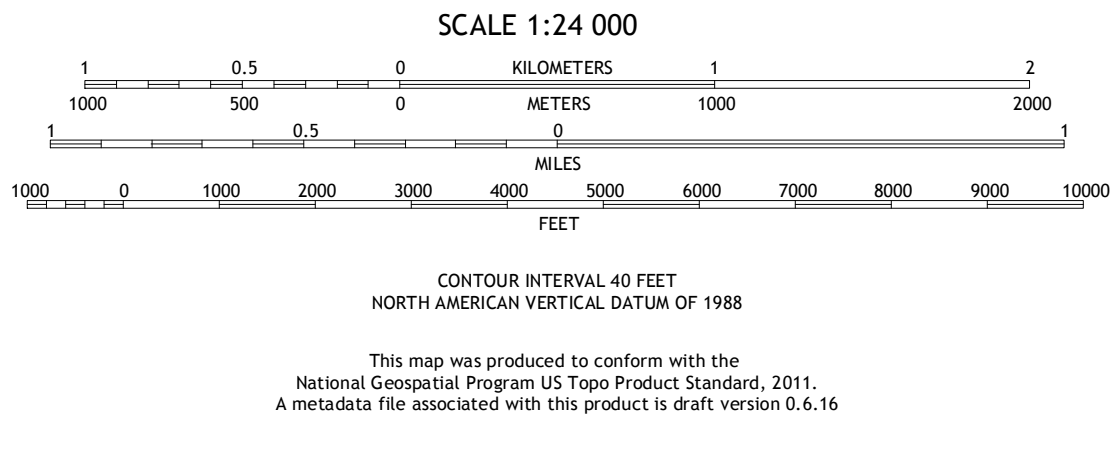 SCALE 1:24 000
1 0.5 0 KILOMETERS 1 2
1000 500 0 METERS 1000 2000
1 0.5 0 1
MILES
1000 0 1000 2000 3000 4000 5000 6000 7000 8000 9000 10000
FEET
CONTOUR INTERVAL 40 FEET
NORTH AMERICAN VERTICAL DATUM OF 1988
This map was produced to conform with the
National Geospatial Program US Topo Product Standard, 2011.
A metadata file associated with this product is draft version 0.6.16